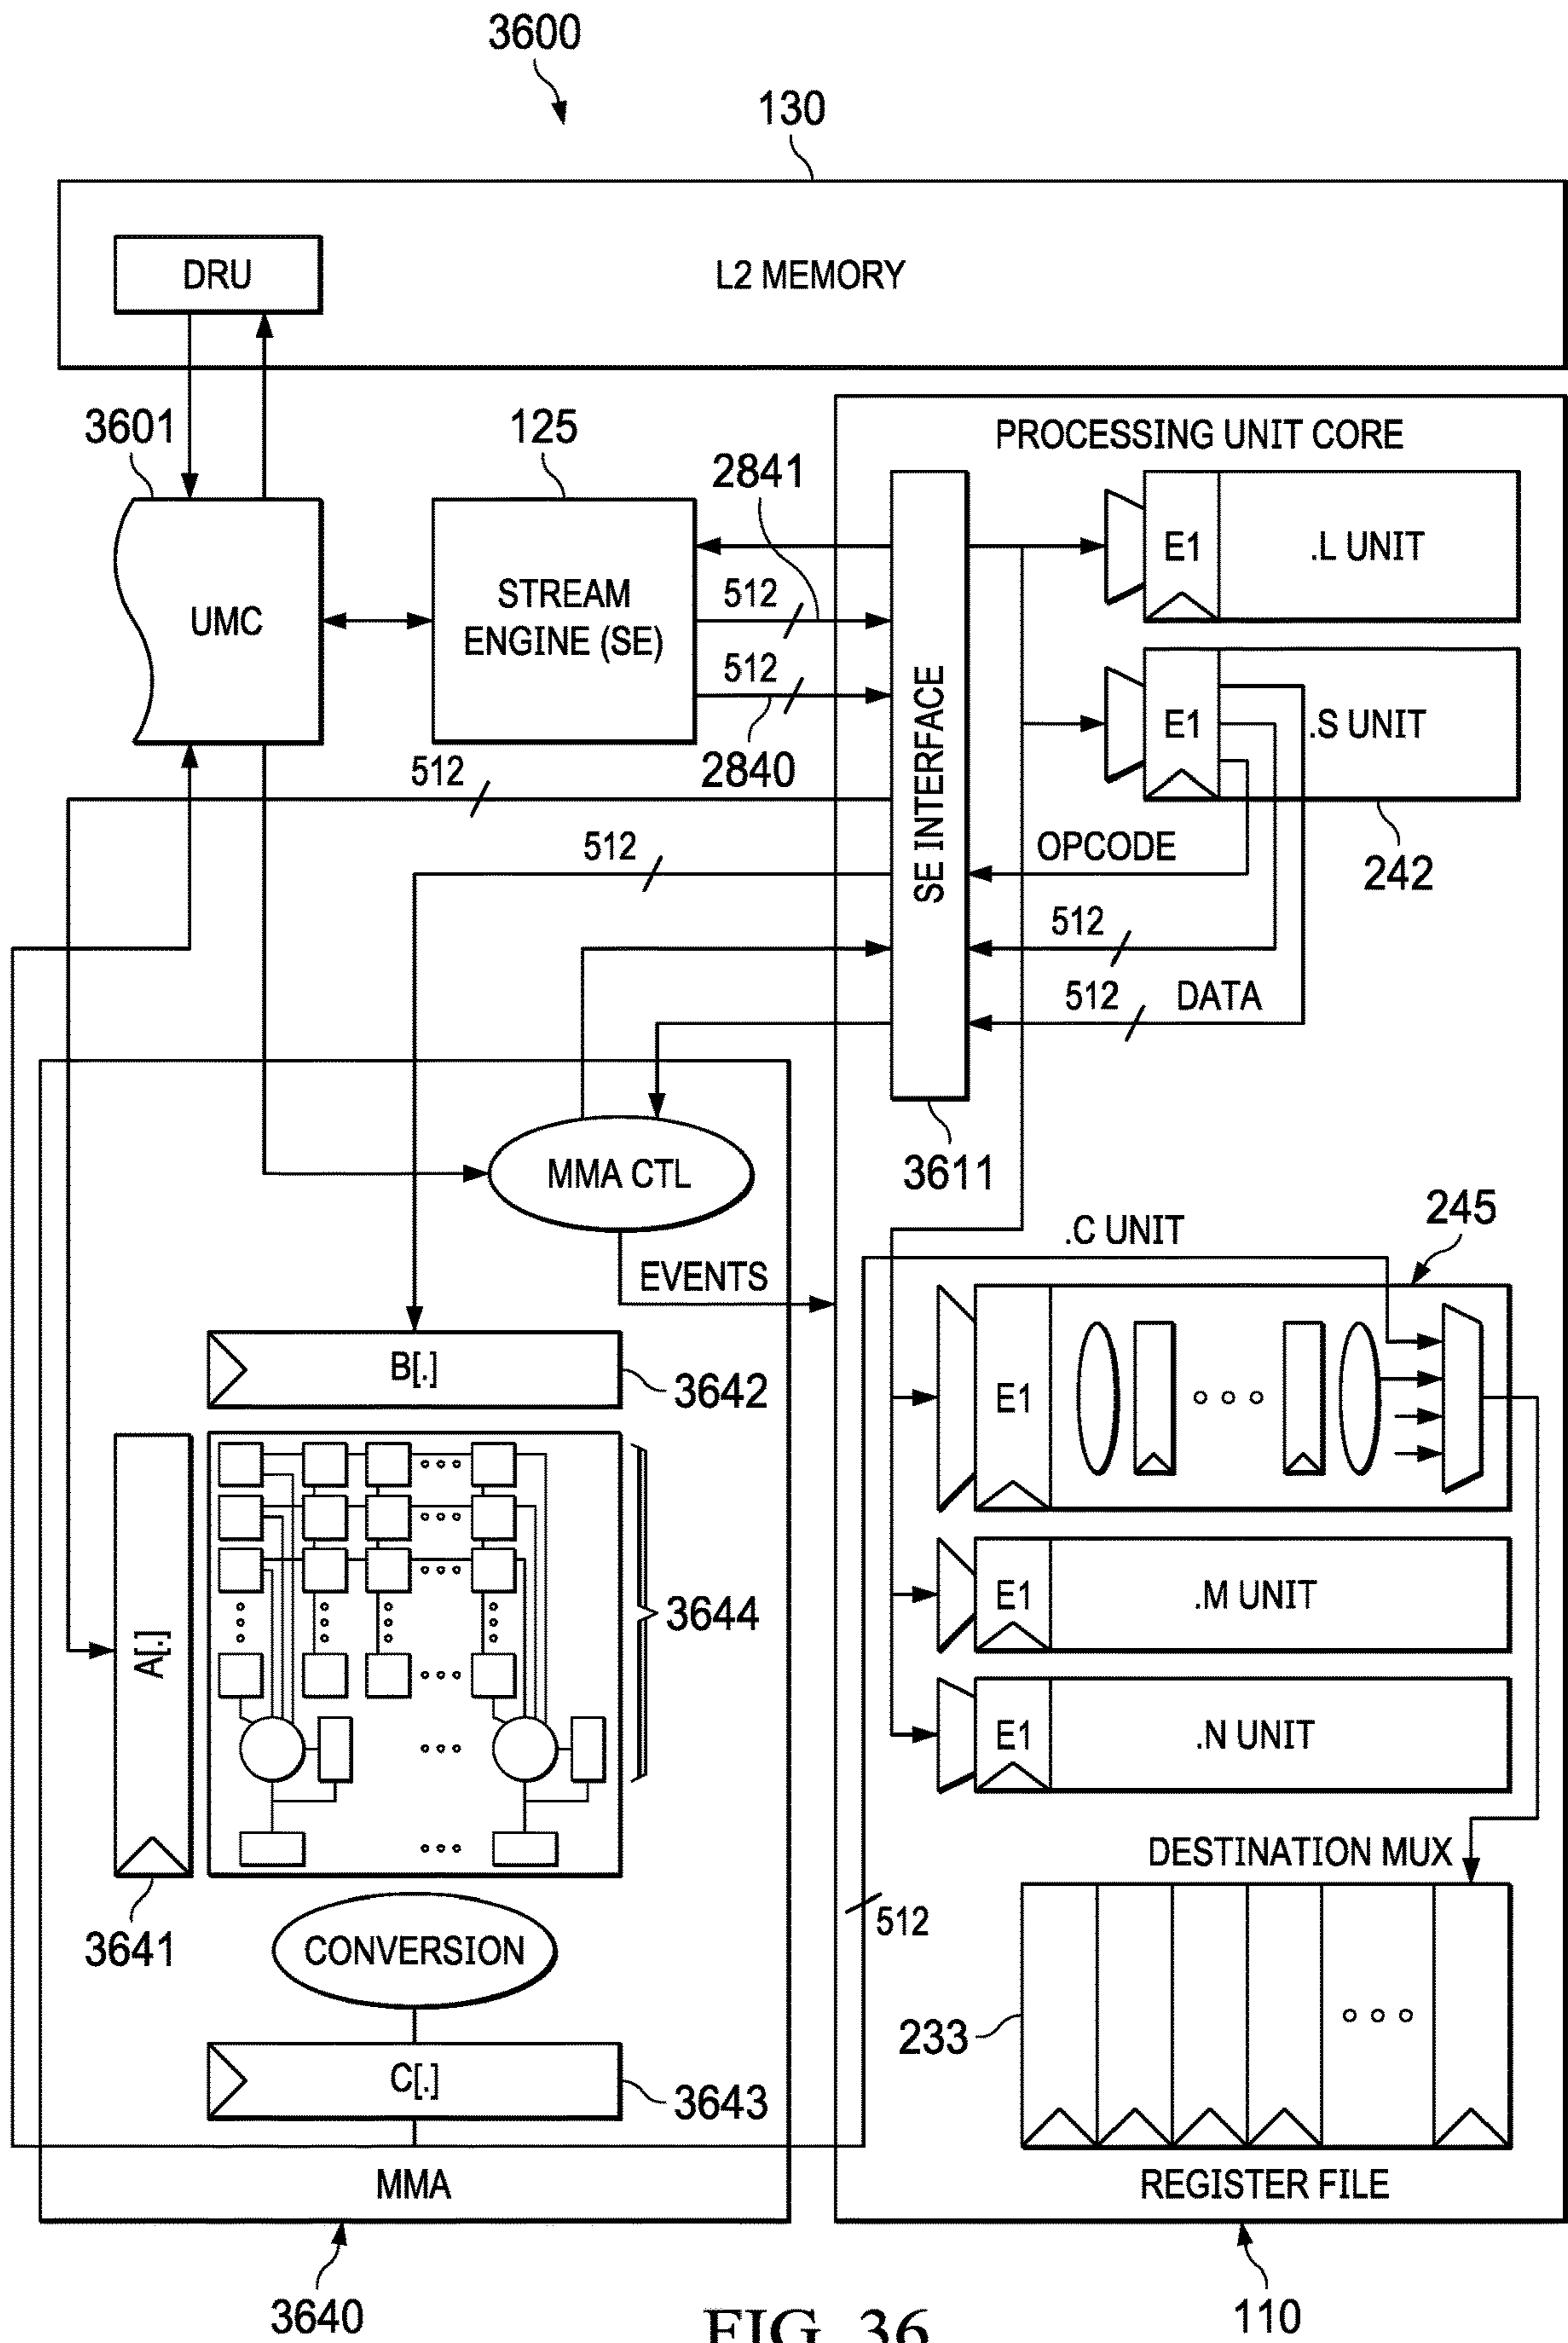 3600
130
DRU
L2 MEMORY
3601
125
2841
PROCESSING UNIT CORE
UMC
STREAM
ENGINE (SE)
512
512
2840
E1
.L UNIT
E1
.S UNIT
242
512
512
SE INTERFACE
OPCODE
512
512
DATA
3611
MMA CTL
EVENTS
.C UNIT
245
B[.]
3642
E1
A[.]
3644
E1
.M UNIT
E1
.N UNIT
3641
CONVERSION
512
DESTINATION MUX
233
C[.]
3643
MMA
REGISTER FILE
3640
110
FIG. 36